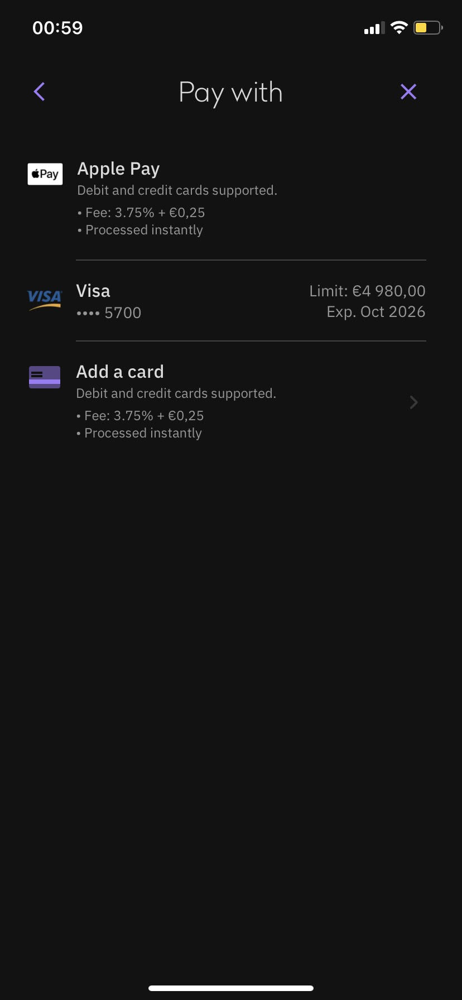 00:59
Pay with
Pay
Apple Pay
Debit and credit cards supported.
• Fee: 3.75% + €0,25
• Processed instantly
VISA
Visa
Limit: €4 980,00
•••• 5700
Exp. Oct 2026
Add a card
Debit and credit cards supported.
• Fee: 3.75% + €0,25
• Processed instantly